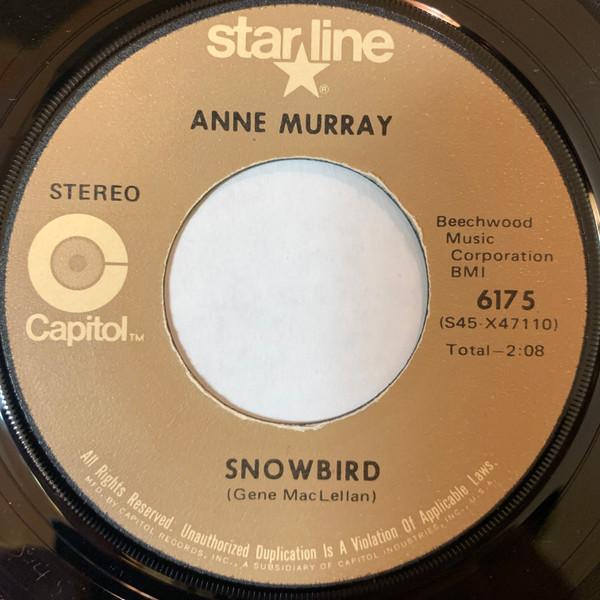 starline
®
ANNE MURRAY
STEREO
Capitol™
Beechwood
Music
Corporation
BMI
6175
(S45-X47110)
Total–2:08
SNOWBIRD
(Gene MacLellan)
All Rights Reserved. Unauthorized Duplication Is A Violation Of Applicable Laws.
MFD. BY CAPITOL RECORDS, INC., A SUBSIDIARY OF CAPITOL INDUSTRIES, INC., U.S.A.